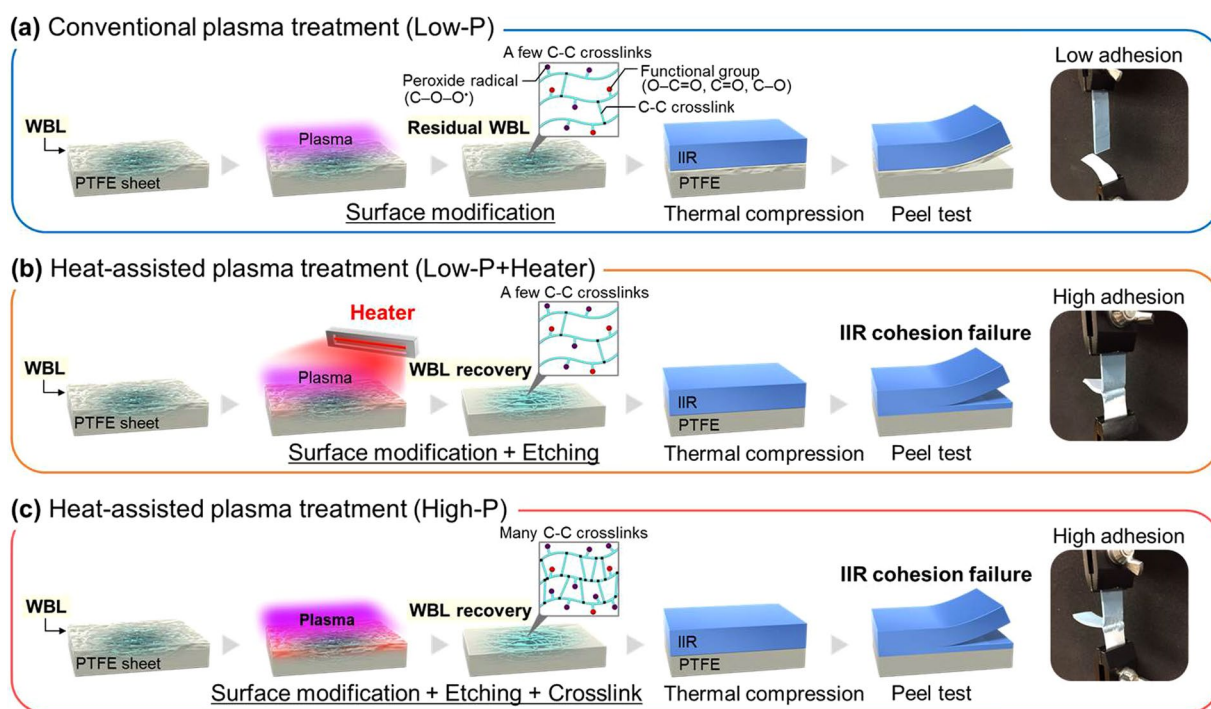 (a) Conventional plasma treatment (Low-P)
A few C-C crosslinks
Low adhesion
Peroxide radical
(C–O–O•)
Functional group
(O–C=O, C=O, C–O)
C-C crosslink
WBL
Plasma
Residual WBL
PTFE sheet
IIR
PTFE
Surface modification
Thermal compression
Peel test
(b) Heat-assisted plasma treatment (Low-P+Heater)
A few C-C crosslinks
High adhesion
Heater
IIR cohesion failure
WBL
Plasma
WBL recovery
PTFE sheet
IIR
PTFE
Surface modification + Etching
Thermal compression
Peel test
(c) Heat-assisted plasma treatment (High-P)
Many C-C crosslinks
High adhesion
IIR cohesion failure
WBL
Plasma
WBL recovery
PTFE sheet
IIR
PTFE
Surface modification + Etching + Crosslink
Thermal compression
Peel test